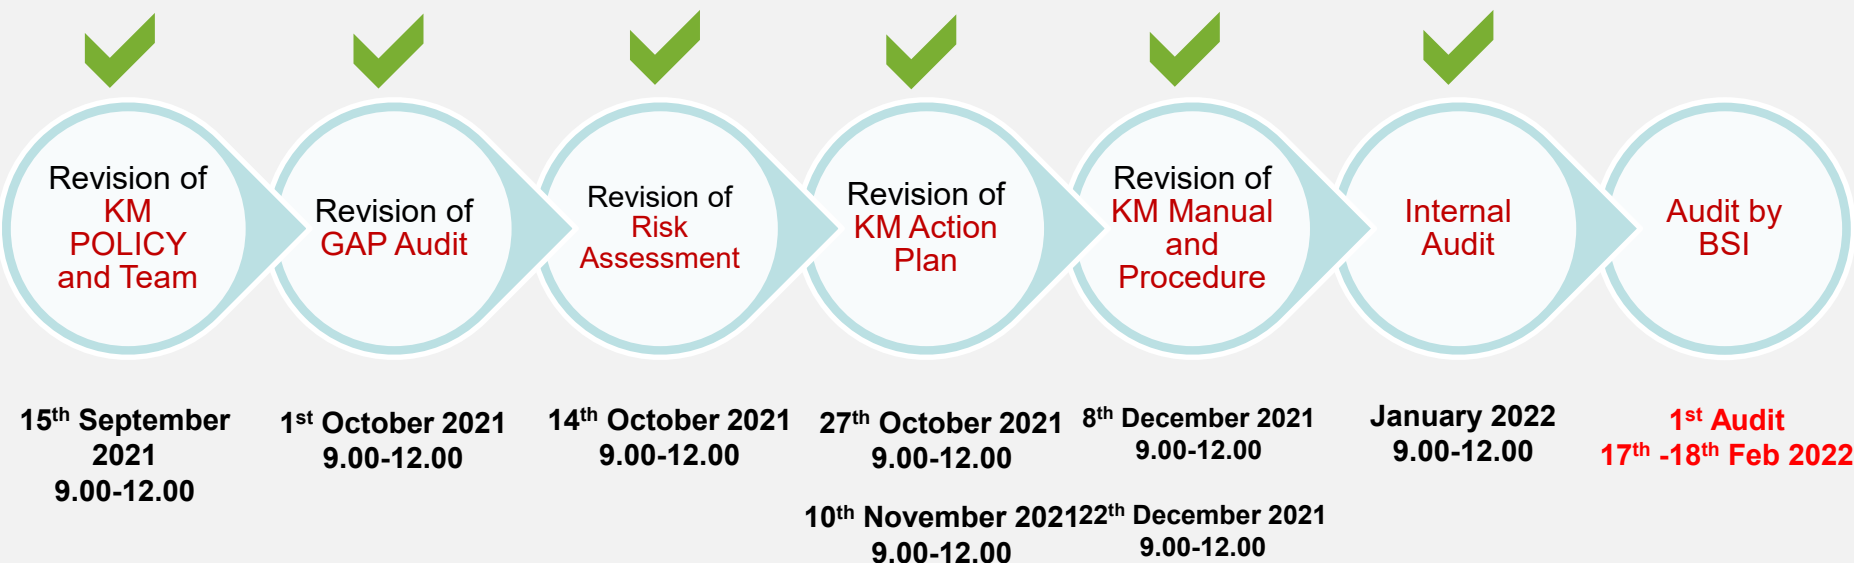 Revision of
KM
POLICY
and Team
Revision of
GAP Audit
Revision of
Risk
Assessment
Revision of
KM Action
Plan
Revision of
KM Manual
and
Procedure
Internal
Audit
Audit by
BSI
15th September
2021
9.00-12.00
1st October 2021
9.00-12.00
14th October 2021
9.00-12.00
27th October 2021
9.00-12.00
10th November 2021
9.00-12.00
8th December 2021
9.00-12.00
22th December 2021
9.00-12.00
January 2022
9.00-12.00
1st Audit
17th -18th Feb 2022